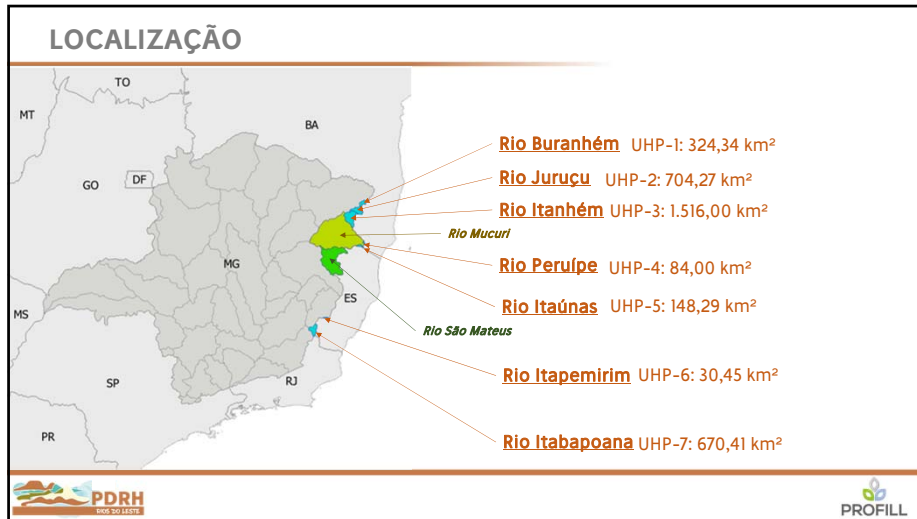 LOCALIZAÇÃO
TO
MT
BA
GO
DF
MG
ES
MS
SP
RJ
PR
Rio Buranhém UHP-1: 324,34 km²
Rio Juruçu UHP-2: 704,27 km²
Rio Itanhém UHP-3: 1.516,00 km²
Rio Mucuri
Rio Peruípe UHP-4: 84,00 km²
Rio Itaúnas UHP-5: 148,29 km²
Rio São Mateus
Rio Itapemirim UHP-6: 30,45 km²
Rio Itabapoana UHP-7: 670,41 km²
PDRH
RIOS DO LESTE
PROFILL